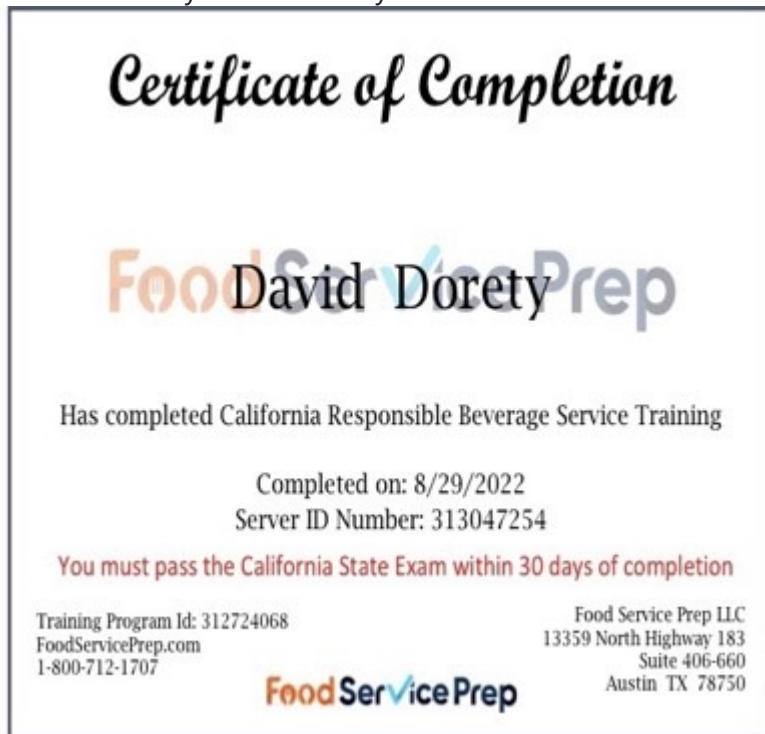 Certificate of Completion
FoodServicePrep
David Dorety
Has completed California Responsible Beverage Service Training
Completed on: 8/29/2022
Server ID Number: 313047254
You must pass the California State Exam within 30 days of completion
Training Program Id: 312724068
FoodServicePrep.com
1-800-712-1707
Food Service Prep LLC
13359 North Highway 183
Suite 406-660
Austin TX 78750
FoodServicePrep